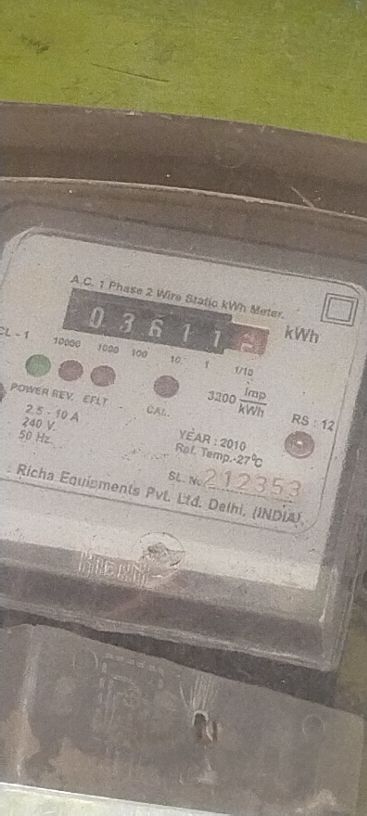 A.C. 1 Phase 2 Wire Static kWh Meter.
0 3 6 1 1
kWh
CL - 1
10000 1000 100 10 1 1/10
POWER REV. EFLT
CAL.
3200 imp/kWh
RS : 12
2.5 - 10 A
240 V.
50 Hz.
YEAR : 2010
Ref. Temp.-27°C
SL. No. 212353
Richa Equipments Pvt. Ltd. Delhi, (INDIA)